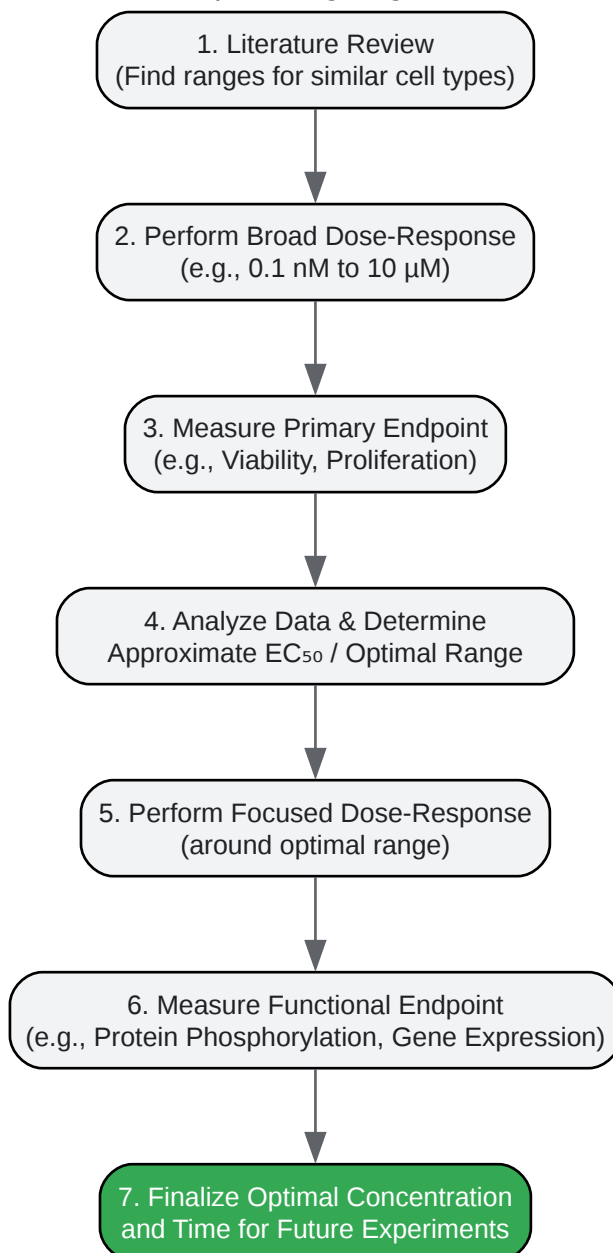 1. Literature Review
(Find ranges for similar cell types)
2. Perform Broad Dose-Response
(e.g., 0.1 nM to 10 µM)
3. Measure Primary Endpoint
(e.g., Viability, Proliferation)
4. Analyze Data & Determine
Approximate EC₅₀ / Optimal Range
5. Perform Focused Dose-Response
(around optimal range)
6. Measure Functional Endpoint
(e.g., Protein Phosphorylation, Gene Expression)
7. Finalize Optimal Concentration
and Time for Future Experiments